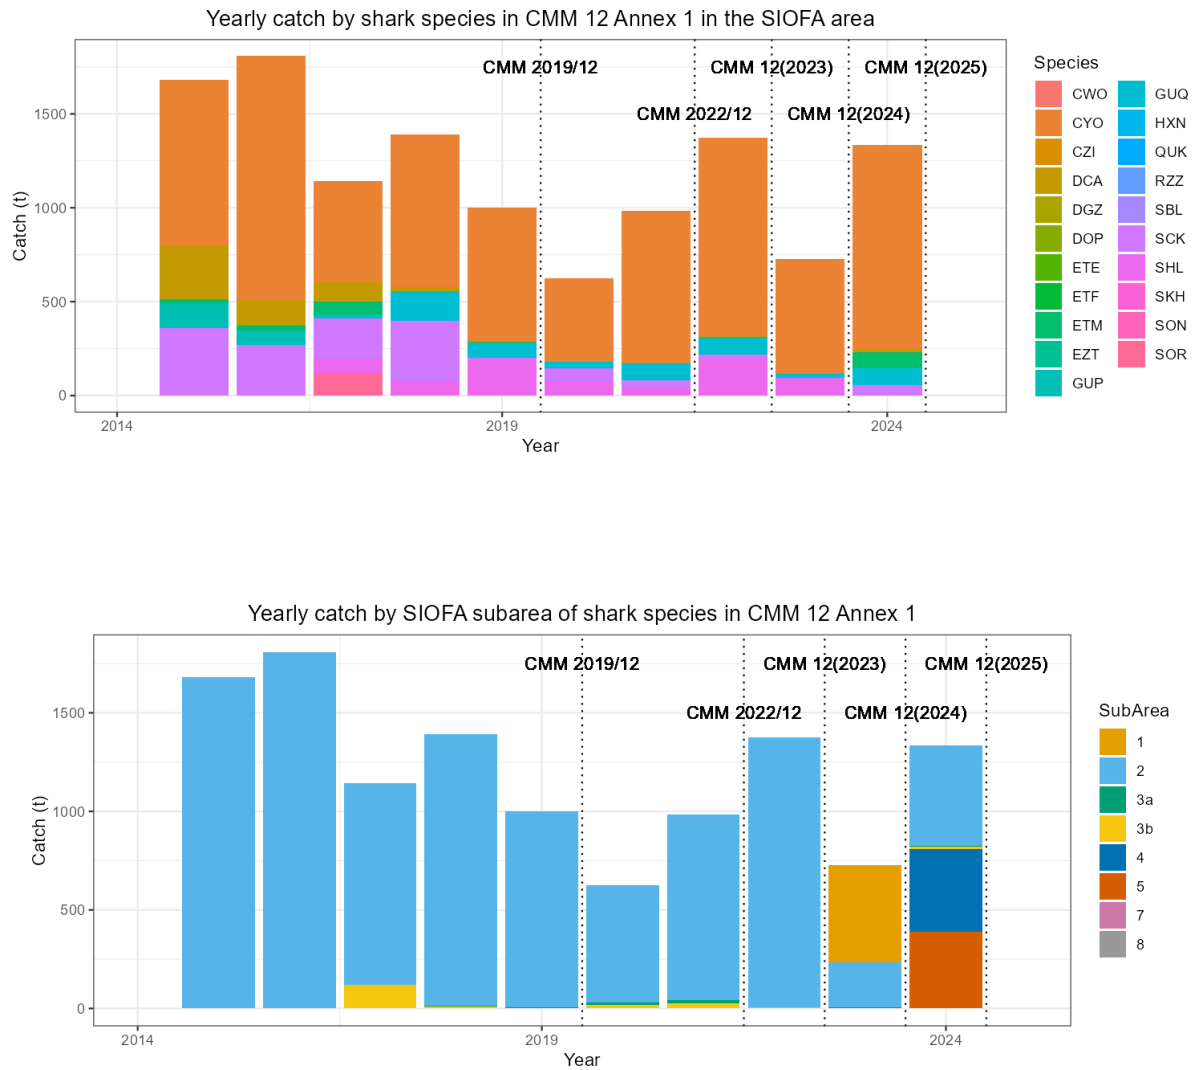 Yearly catch by shark species in CMM 12 Annex 1 in the SIOFA area
CMM 2019/12
CMM 12(2023)
CMM 12(2025)
CMM 2022/12
CMM 12(2024)
1500
1000
500
0
Catch (t)
2014
2019
2024
Year
Species
CWO
CYO
CZI
DCA
DGZ
DOP
ETE
ETF
ETM
EZT
GUP
GUQ
HXN
QUK
RZZ
SBL
SCK
SHL
SKH
SON
SOR
Yearly catch by SIOFA subarea of shark species in CMM 12 Annex 1
CMM 2019/12
CMM 12(2023)
CMM 12(2025)
CMM 2022/12
CMM 12(2024)
1500
1000
500
0
Catch (t)
2014
2019
2024
Year
SubArea
1
2
3a
3b
4
5
7
8